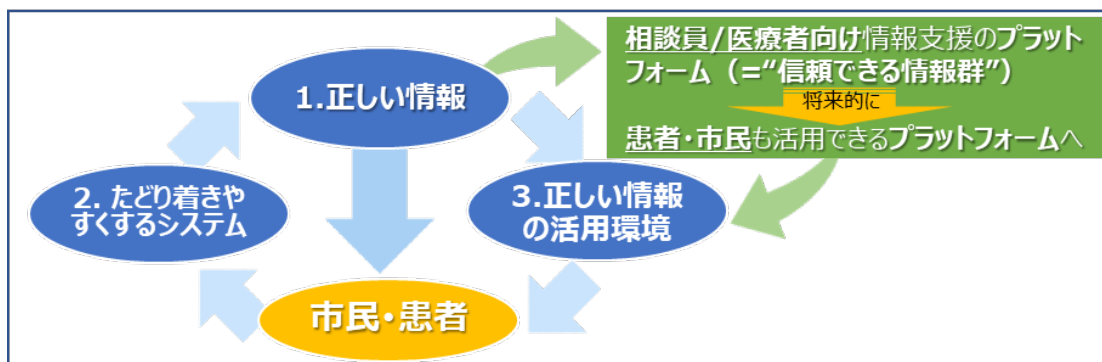 相談員/医療者向け情報支援のプラット
フォーム（=“信頼できる情報群”）
将来的に
患者・市民も活用できるプラットフォームへ
1.正しい情報
2. たどり着きや
すくするシステム
3.正しい情報
の活用環境
市民・患者